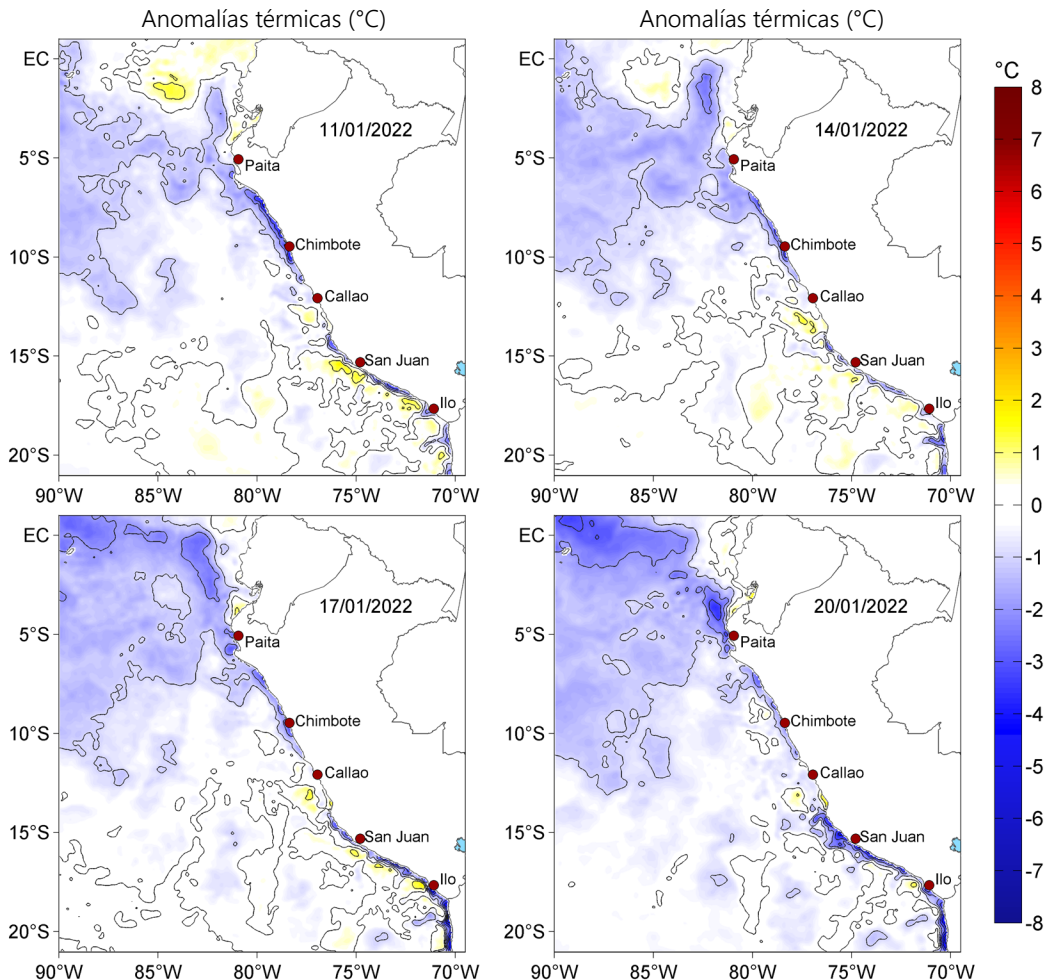 Anomalías térmicas (°C)
Anomalías térmicas (°C)
EC
5°S
10°S
15°S
20°S
90°W
85°W
80°W
75°W
70°W
11/01/2022
Paita
Chimbote
Callao
San Juan
Ilo
EC
5°S
10°S
15°S
20°S
90°W
85°W
80°W
75°W
70°W
14/01/2022
Paita
Chimbote
Callao
San Juan
Ilo
EC
5°S
10°S
15°S
20°S
90°W
85°W
80°W
75°W
70°W
17/01/2022
Paita
Chimbote
Callao
San Juan
Ilo
EC
5°S
10°S
15°S
20°S
90°W
85°W
80°W
75°W
70°W
20/01/2022
Paita
Chimbote
Callao
San Juan
Ilo
°C
8
7
6
5
4
3
2
1
0
-1
-2
-3
-4
-5
-6
-7
-8